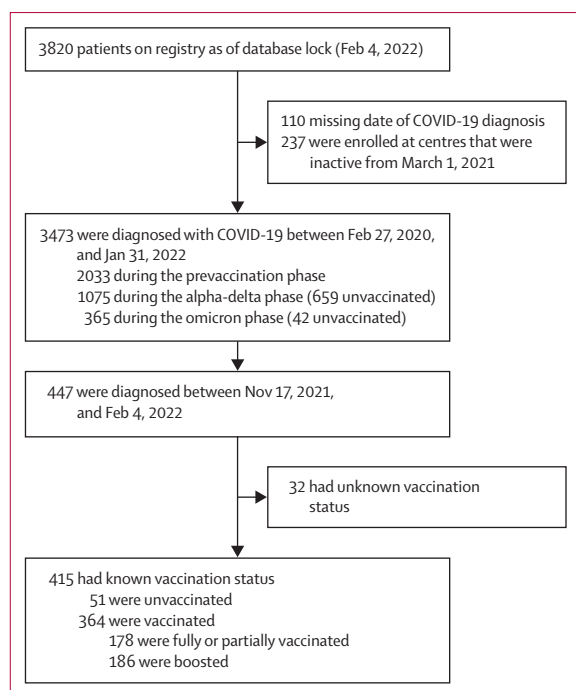 3820 patients on registry as of database lock (Feb 4, 2022)
110 missing date of COVID-19 diagnosis
237 were enrolled at centres that were
inactive from March 1, 2021
3473 were diagnosed with COVID-19 between Feb 27, 2020,
and Jan 31, 2022
2033 during the prevaccination phase
1075 during the alpha-delta phase (659 unvaccinated)
365 during the omicron phase (42 unvaccinated)
447 were diagnosed between Nov 17, 2021,
and Feb 4, 2022
32 had unknown vaccination
status
415 had known vaccination status
51 were unvaccinated
364 were vaccinated
178 were fully or partially vaccinated
186 were boosted